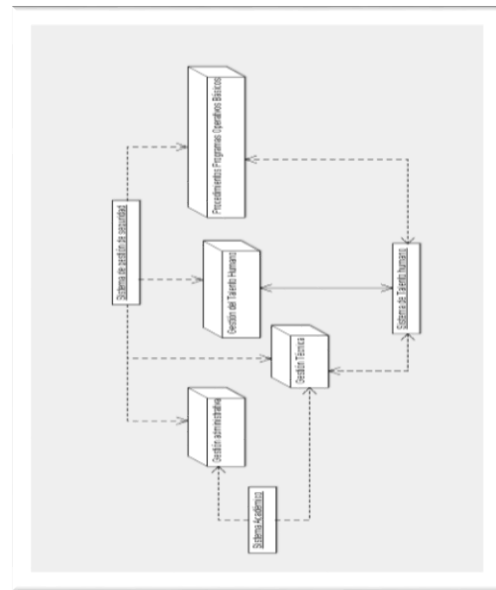 Sistema de gestión de seguridad
Gestión administrativa
Gestión Técnica
Gestión del Talento Humano
Procedimientos Programas Operativos Básicos
Sistema Académico
Sistema de Talento humano